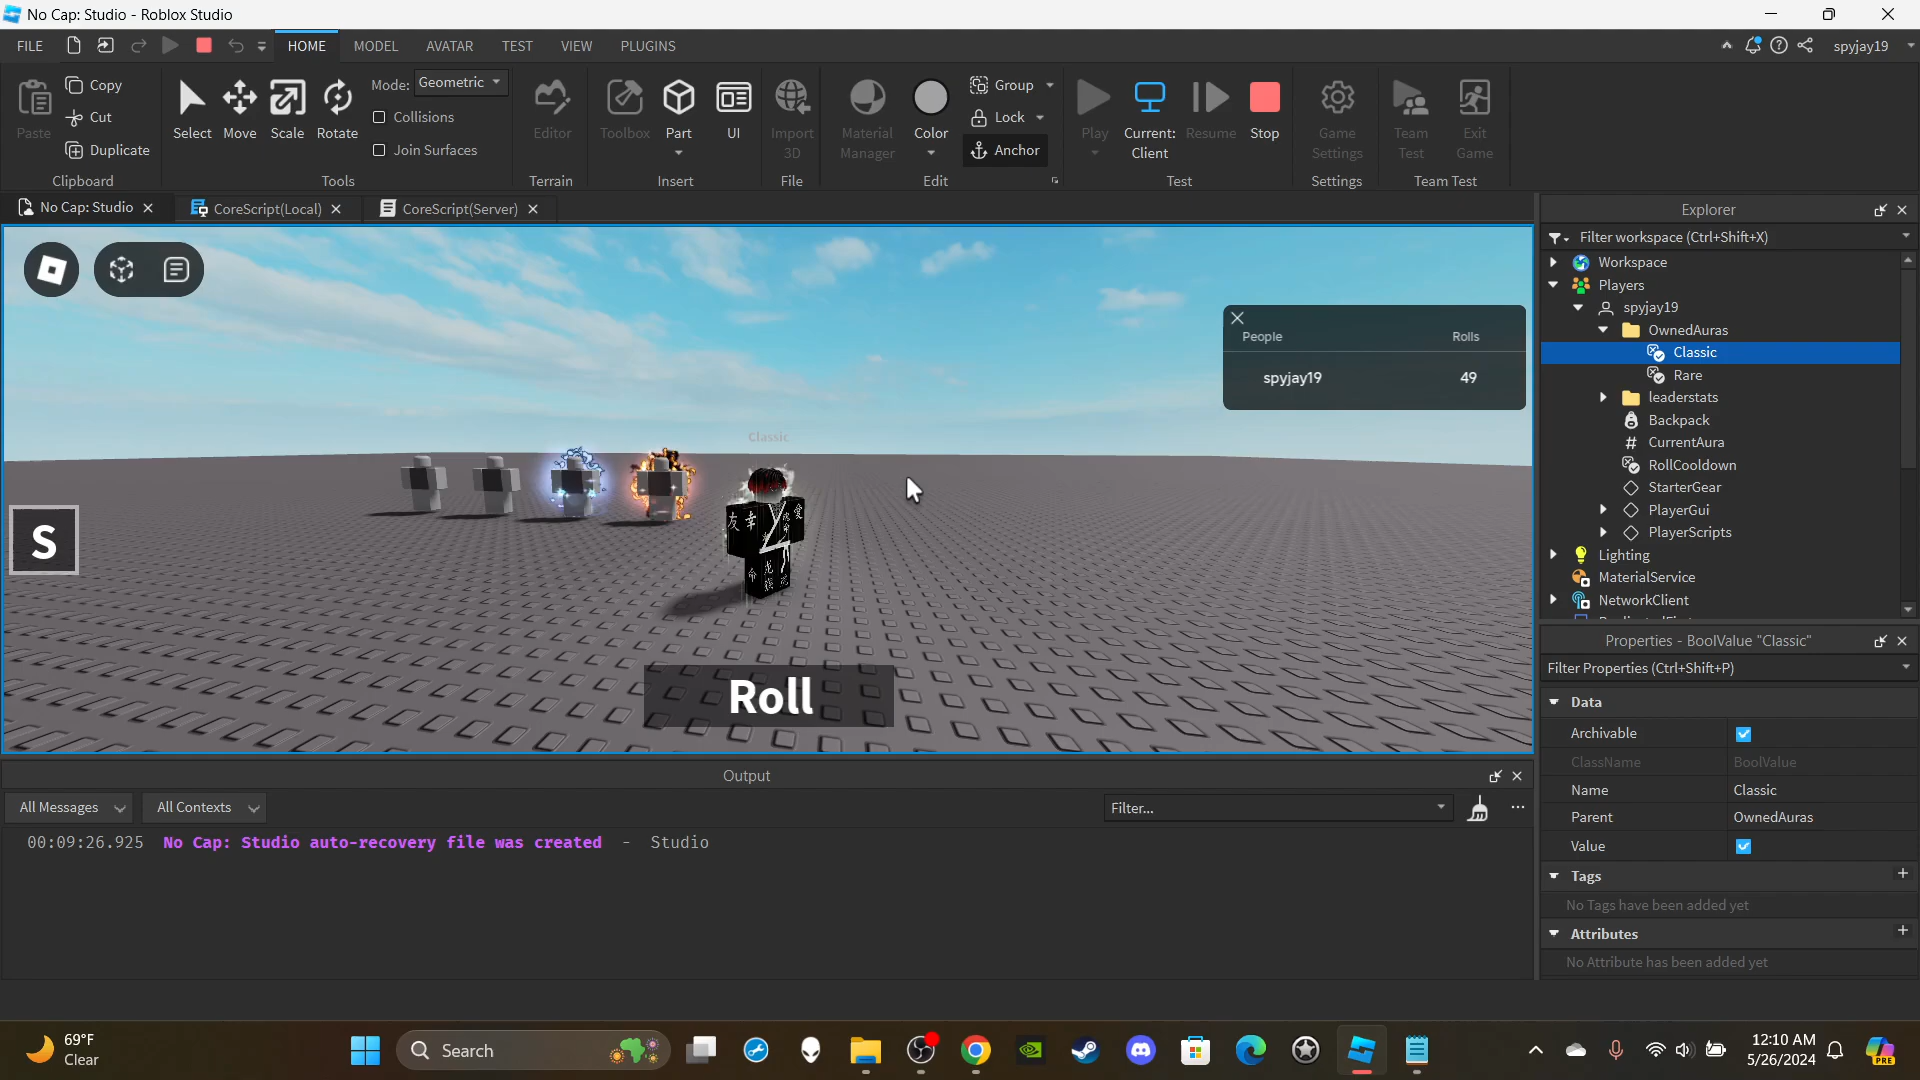 No Cap: Studio - Roblox Studio
FILE HOME MODEL AVATAR TEST VIEW PLUGINS spyjay19
Paste
Copy
Cut
Duplicate
Clipboard
Select Move Scale Rotate
Mode: Geometric
Collisions
Join Surfaces
Tools
Editor
Terrain
Toolbox Part UI
Insert
Import 3D
File
Material Manager
Color
Group
Lock
Anchor
Edit
Play
Current: Client
Resume
Stop
Test
Game Settings
Settings
Team Test
Exit Game
Team Test
No Cap: Studio
CoreScript(Local)
CoreScript(Server)
People Rolls
spyjay19 49
Classic
友 幸
愛
命
S
Roll
Output
All Messages All Contexts Filter...
00:09:26.925 No Cap: Studio auto-recovery file was created - Studio
Explorer
Filter workspace (Ctrl+Shift+X)
Workspace
Players
spyjay19
OwnedAuras
Classic
Rare
leaderstats
Backpack
CurrentAura
RollCooldown
StarterGear
PlayerGui
PlayerScripts
Lighting
MaterialService
NetworkClient
Properties - BoolValue "Classic"
Filter Properties (Ctrl+Shift+P)
Data
Archivable
ClassName BoolValue
Name Classic
Parent OwnedAuras
Value
Tags
No Tags have been added yet
Attributes
No Attribute has been added yet
69°F
Clear
Search
12:10 AM
5/26/2024
PRE